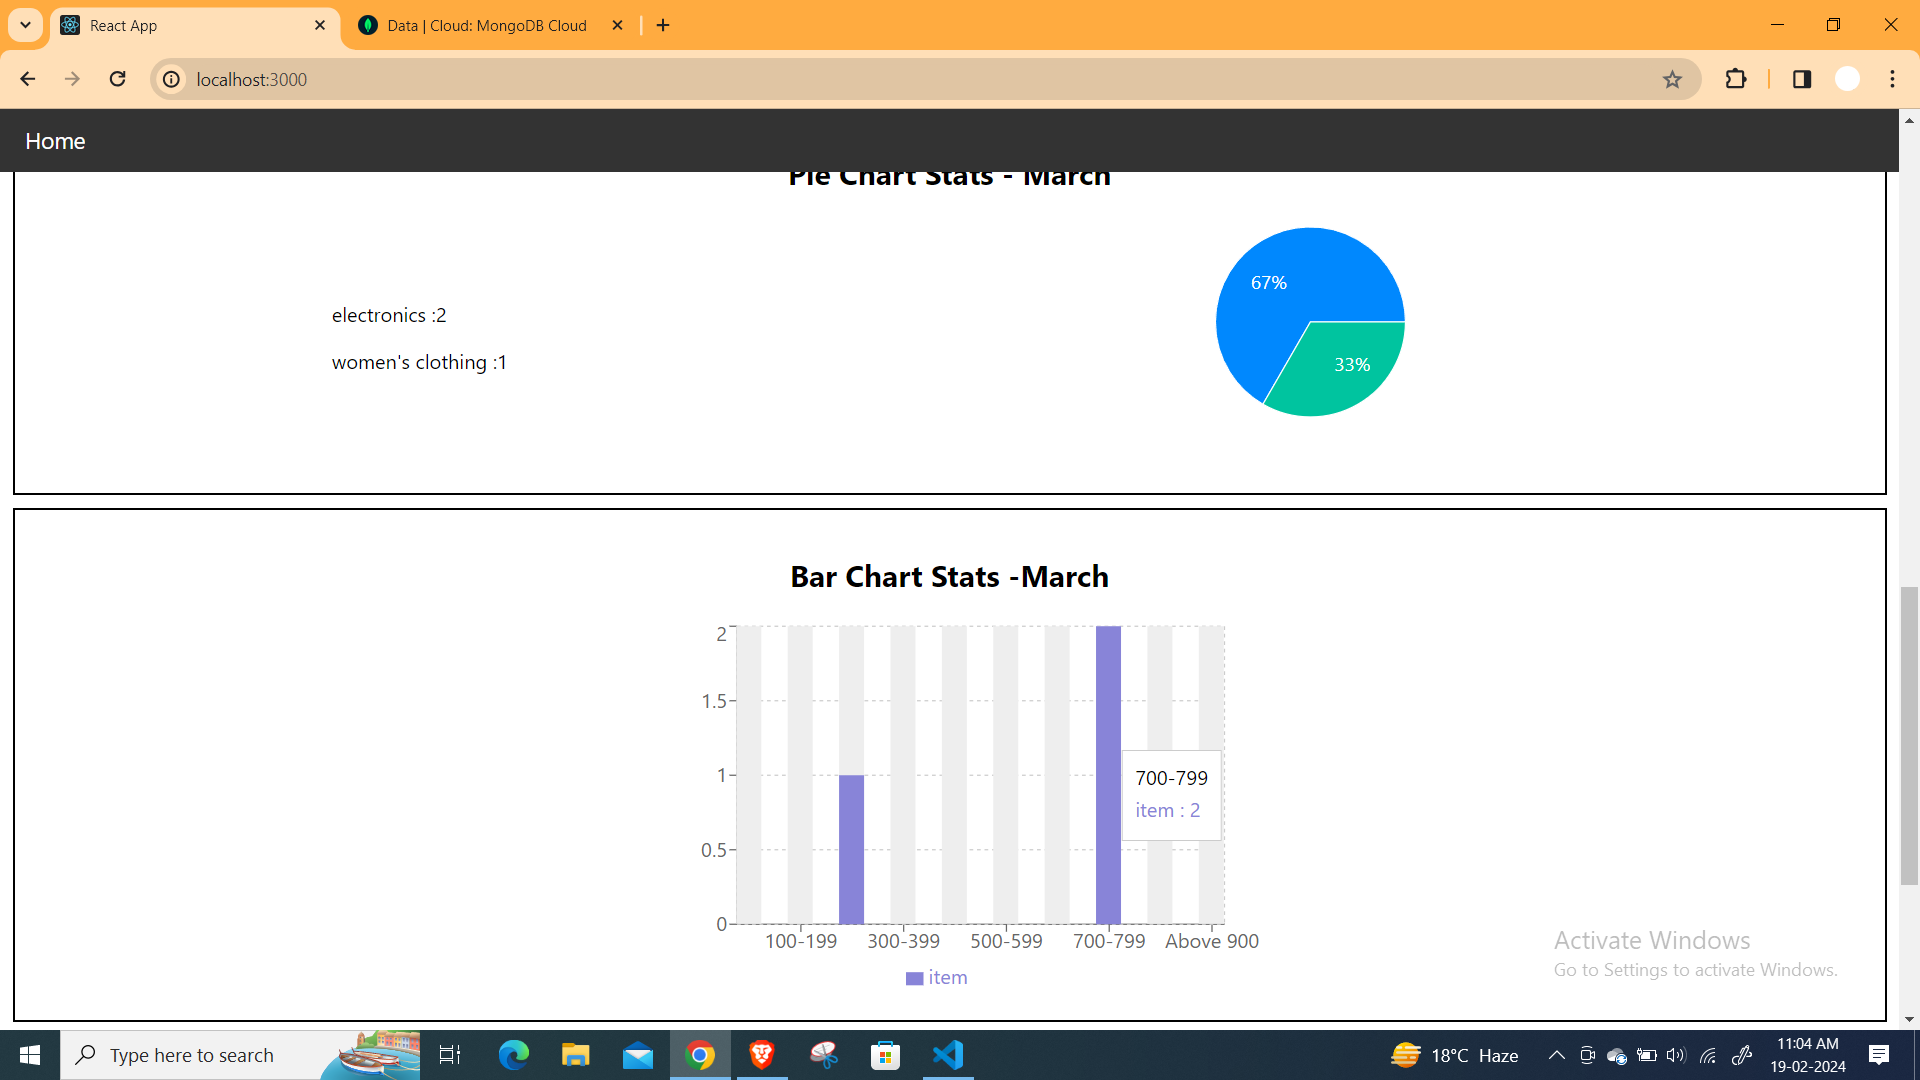 React App
Data | Cloud: MongoDB Cloud
localhost:3000
Home
Pie Chart Stats - March
67%
33%
electronics :2
women's clothing :1
Bar Chart Stats -March
2
1.5
1
0.5
0
700-799
item : 2
100-199 300-399 500-599 700-799 Above 900
item
Activate Windows
Go to Settings to activate Windows.
Type here to search
18°C Haze
11:04 AM
19-02-2024